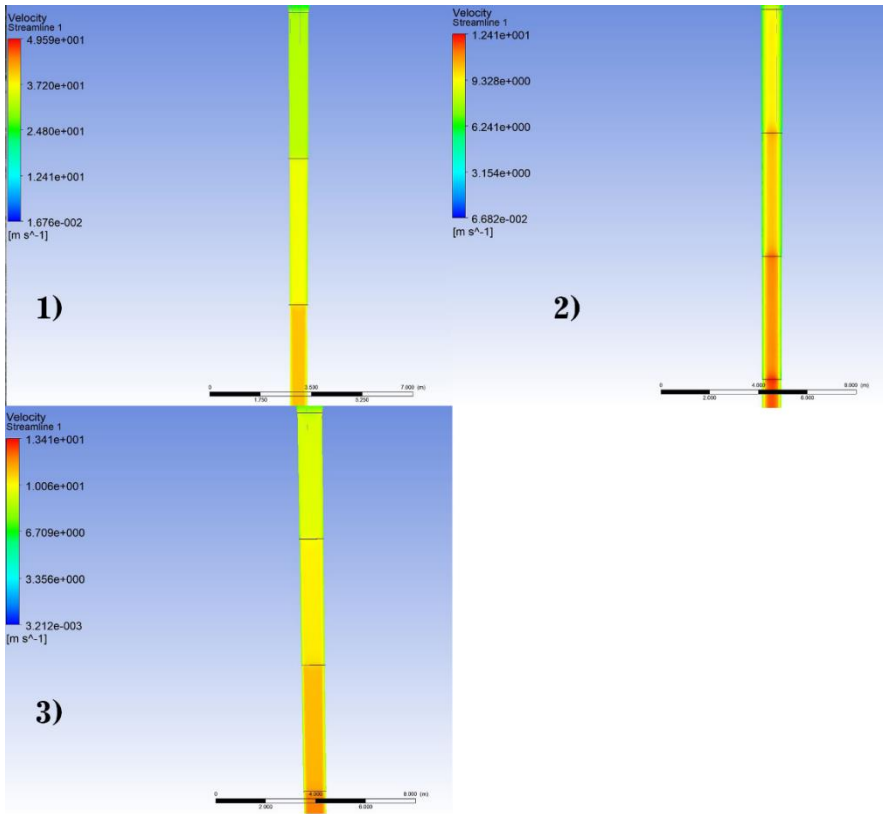 Velocity
Streamline 1
4.959e+001
3.720e+001
2.480e+001
1.241e+001
1.676e-002
[m s^-1]
1)
0
3.500
7.000 (m)
1.750
5.250
Velocity
Streamline 1
1.241e+001
9.328e+000
6.241e+000
3.154e+000
6.682e-002
[m s^-1]
2)
0
4.000
8.000 (m)
2.000
6.000
Velocity
Streamline 1
1.341e+001
1.006e+001
6.709e+000
3.356e+000
3.212e-003
[m s^-1]
3)
0
4.000
8.000 (m)
2.000
6.000